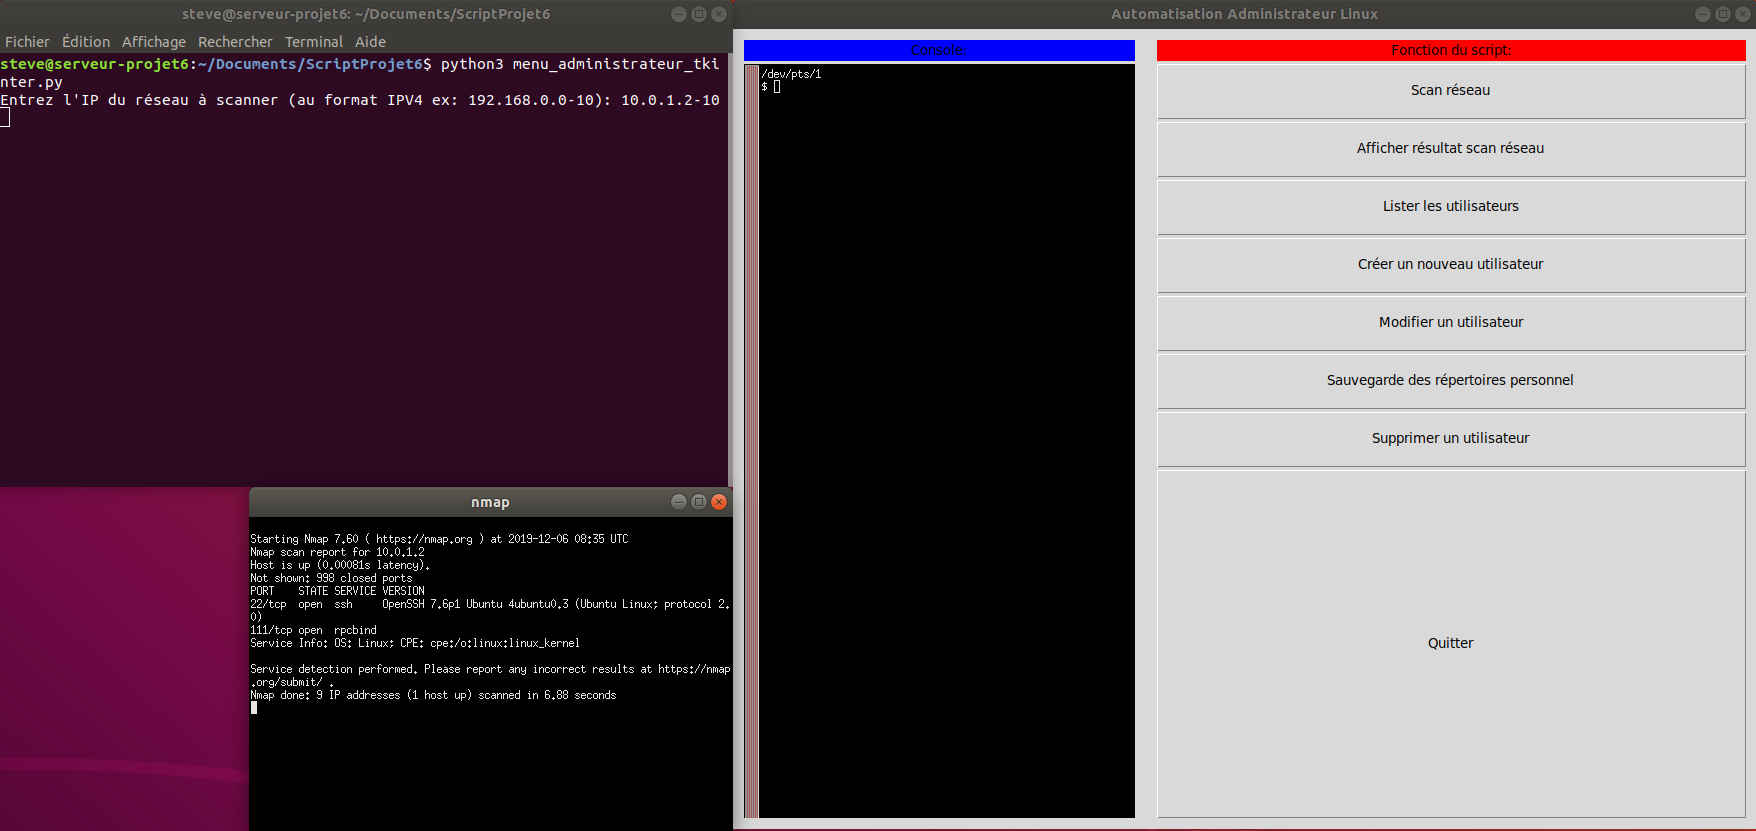 steve@serveur-projet6: ~/Documents/ScriptProjet6
Fichier Édition Affichage Rechercher Terminal Aide
steve@serveur-projet6:~/Documents/ScriptProjet6$ python3 menu_administrateur_tki
nter.py
Entrez l'IP du réseau à scanner (au format IPV4 ex: 192.168.0.0-10): 10.0.1.2-10
nmap
Starting Nmap 7.60 ( https://nmap.org ) at 2019-12-06 08:35 UTC
Nmap scan report for 10.0.1.2
Host is up (0.00081s latency).
Not shown: 998 closed ports
PORT    STATE SERVICE VERSION
22/tcp  open  ssh     OpenSSH 7.6p1 Ubuntu 4ubuntu0.3 (Ubuntu Linux; protocol 2.
0)
111/tcp open  rpcbind
Service Info: OS: Linux; CPE: cpe:/o:linux:linux_kernel
Service detection performed. Please report any incorrect results at https://nmap
.org/submit/ .
Nmap done: 9 IP addresses (1 host up) scanned in 6.88 seconds
Automatisation Administrateur Linux
Console:
/dev/pts/1
$
Fonction du script:
Scan réseau
Afficher résultat scan réseau
Lister les utilisateurs
Créer un nouveau utilisateur
Modifier un utilisateur
Sauvegarde des répertoires personnel
Supprimer un utilisateur
Quitter